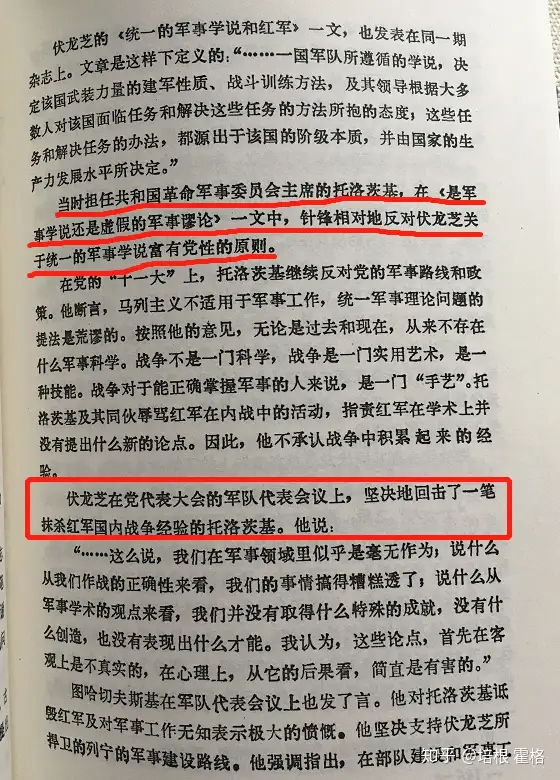 伏龙芝的《统一的军事学说和红军》一文，也发表在同一期
杂志上。文章是这样下定义的：“……一国军队所遵循的学说，决
定该国武装力量的建军性质、战斗训练方法，及其领导根据大多
数人对该国面临任务和解决这些任务的方法所抱的态度；这些任
务和解决任务的办法，都源出于该国的阶级本质，并由国家的生
产力发展水平所决定。”
当时担任共和国革命军事委员会主席的托洛茨基，在《是军
事学说还是虚假的军事谬论》一文中，针锋相对地反对伏龙芝关
于统一的军事学说富有党性的原则。
在党的“十一大”上，托洛茨基继续反对党的军事路线和政
策。他断言，马列主义不适用于军事工作，统一军事理论问题的
提法是荒谬的。按照他的意见，无论是过去和现在，从来不存在
什么军事科学。战争不是一门科学，战争是一门实用艺术，是一
种技能。战争对于能正确掌握军事的人来说，是一门“手艺”。托
洛茨基及其同伙辱骂红军在内战中的活动，指责红军在学术上并
没有提出什么新的论点。因此，他不承认战争中积累起来的经
验。
伏龙芝在党代表大会的军队代表会议上，坚决地回击了一笔
抹杀红军国内战争经验的托洛茨基。他说：
“……这么说，我们在军事领域里似乎是毫无作为；说什么
从我们作战的正确性来看，我们的事情搞得糟糕透了；说什么从
军事学术的观点来看，我们并没有取得什么特殊的成就，没有什
么创造，也没有表现出什么才能。我认为，这些论点，首先在客
观上是不真实的，在心理上，从它的后果看，简直是有害的。”
图哈切夫斯基在军队代表会议上也发了言。他对托洛茨基诋
毁红军及对军事工作无知表示极大的愤慨。他坚决支持伏龙芝所
捍卫的列宁的军事建设路线。他强调指出，在部队建设和
知乎 @培根 霍格